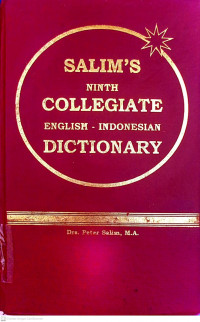 SALIM'S
NINTH
COLLEGIATE
ENGLISH - INDONESIAN
DICTIONARY
Drs. Peter Salim, M.A.